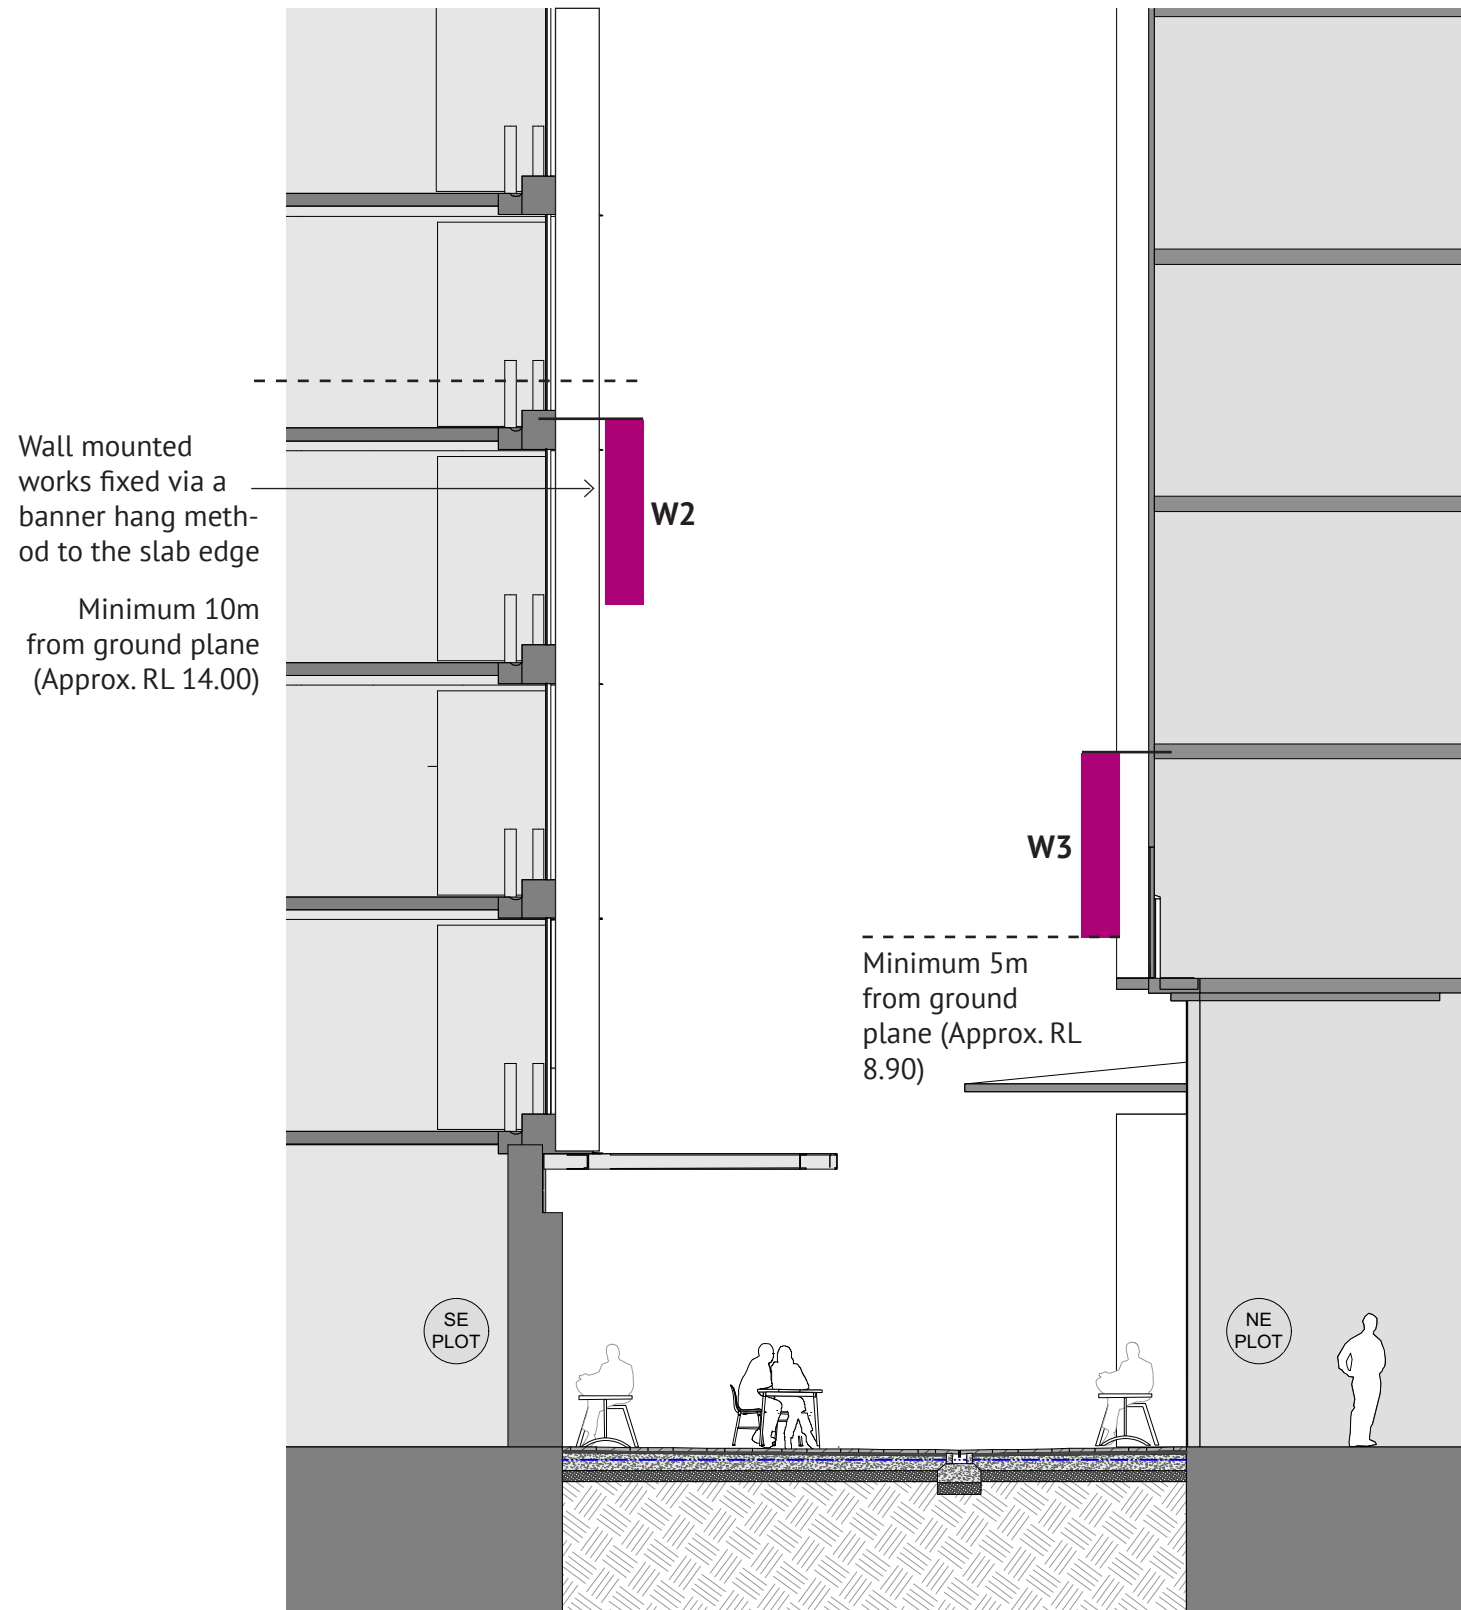 Wall mounted
works fixed via a
banner hang meth-
od to the slab edge
Minimum 10m
from ground plane
(Approx. RL 14.00)
W2
W3
Minimum 5m
from ground
plane (Approx. RL
8.90)
SE
PLOT
NE
PLOT